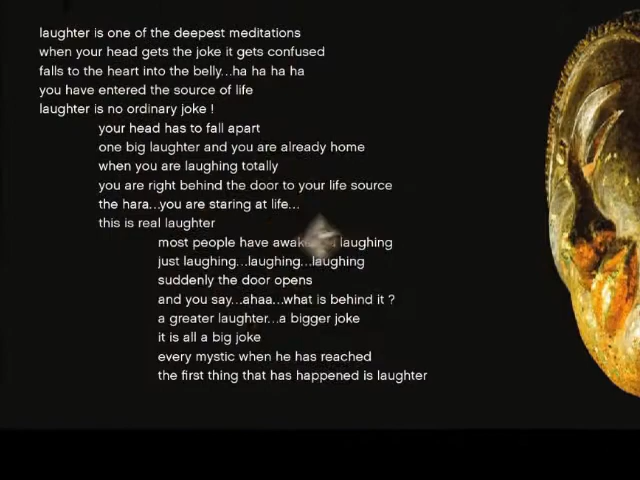 laughter is one of the deepest meditations
when your head gets the joke it gets confused
falls to the heart into the belly...ha ha ha ha
you have entered the source of life
laughter is no ordinary joke !
your head has to fall apart
one big laughter and you are already home
when you are laughing totally
you are right behind the door to your life source
the hara...you are staring at life...
this is real laughter
most people have laughing
just laughing...laughing...laughing
suddenly the door opens
and you say...ahaa...what is behind it ?
a greater laughter...a bigger joke
it is all a big joke
every mystic when he has reached
the first thing that has happened is laughter